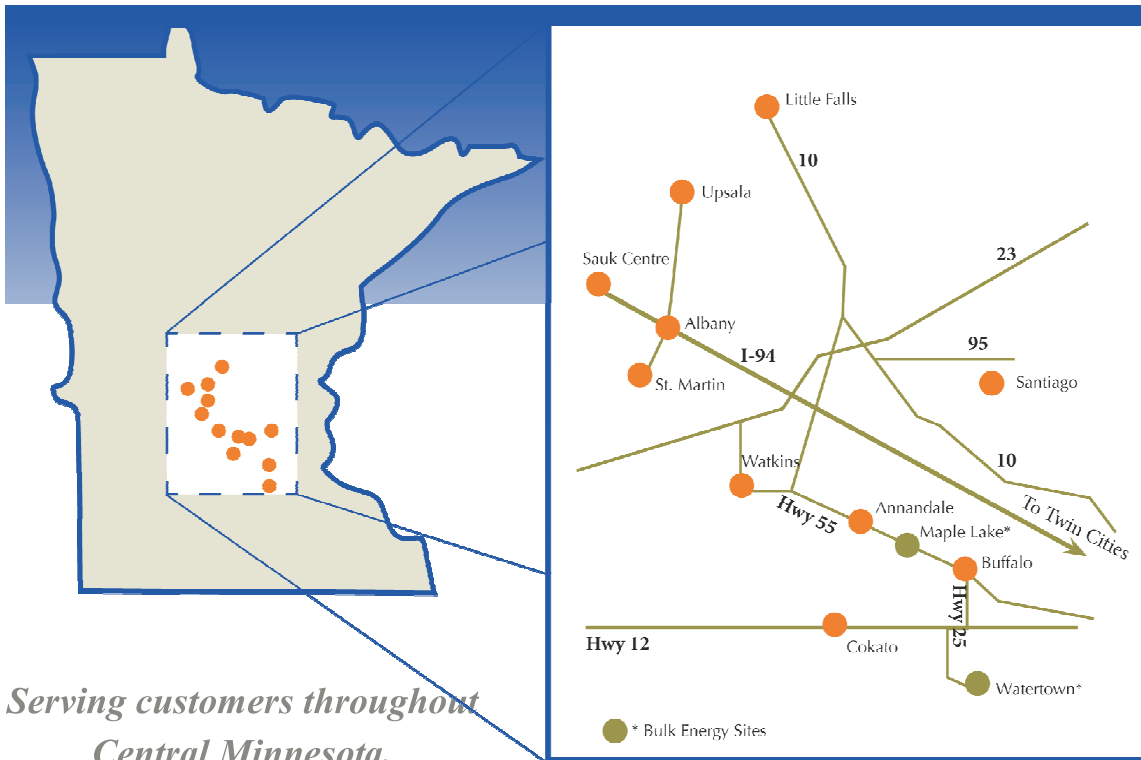 Little Falls
10
Upsala
23
Sauk Centre
Albany
95
I-94
St. Martin
Santiago
Watkins
10
Hwy 55
Annandale
To Twin Cities
Maple Lake*
Buffalo
Hwy 25
Hwy 12
Cokato
Watertown*
* Bulk Energy Sites
Serving customers throughout
Central Minnesota.